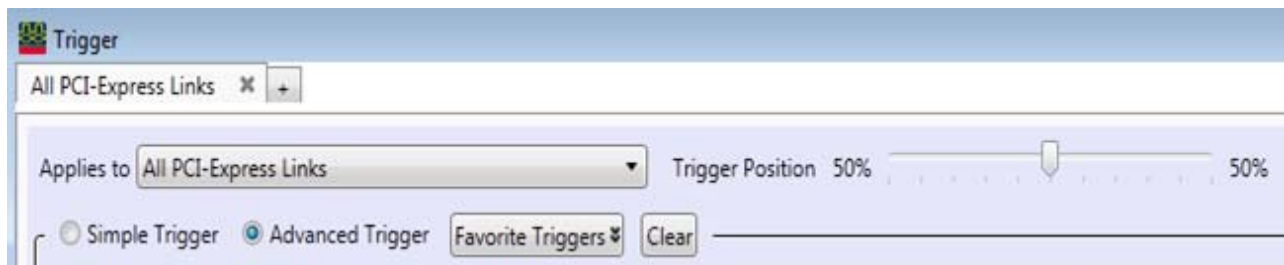 Trigger
All PCI-Express Links +
Applies to All PCI-Express Links Trigger Position 50% 50%
Simple Trigger Advanced Trigger Favorite Triggers Clear